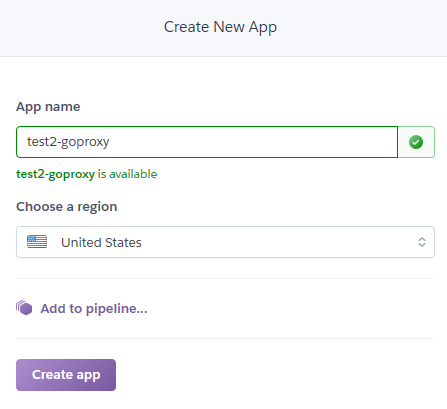 Create New App
App name
test2-goproxy
test2-goproxy is available
Choose a region
United States
Add to pipeline...
Create app